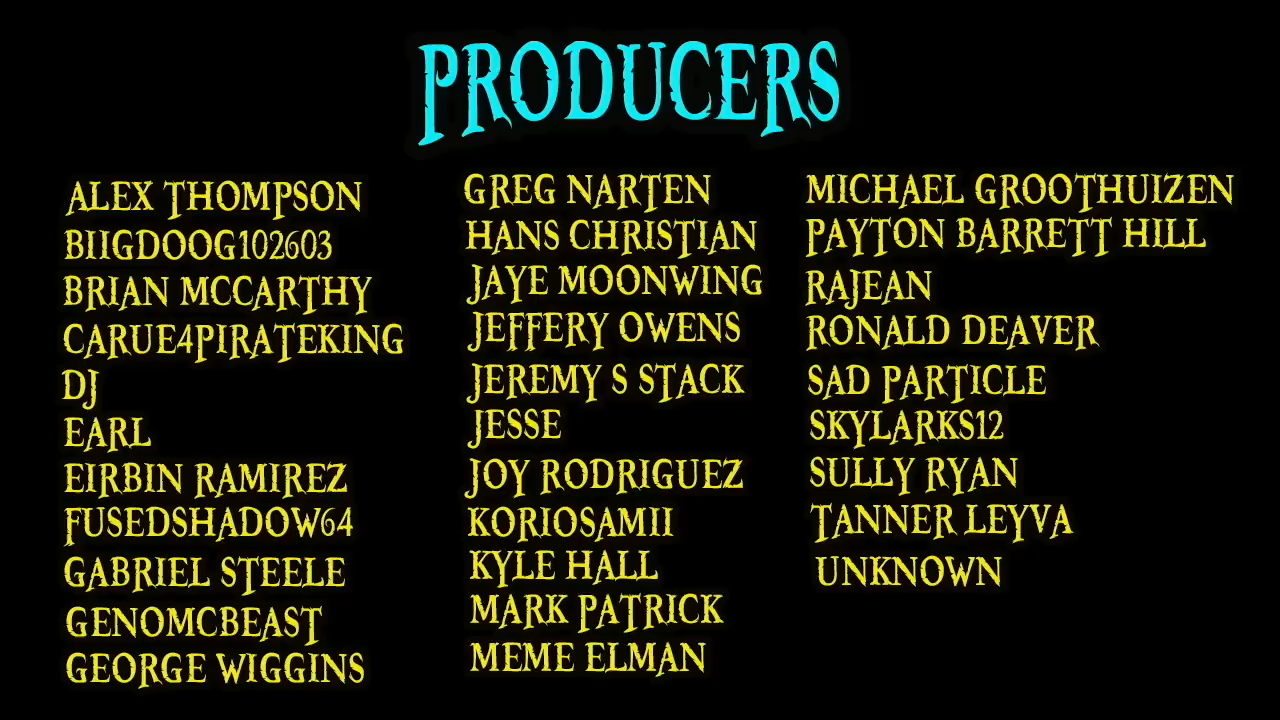 PRODUCERS
ALEX THOMPSON
BIIGDOOG102603
BRIAN MCCARTHY
CARUE4PIRATEKING
DJ
EARL
EIRBIN RAMIREZ
FUSEDSHADOW64
GABRIEL STEELE
GENOMCBEAST
GEORGE WIGGINS
GREG NARTEN
HANS CHRISTIAN
JAYE MOONWING
JEFFERY OWENS
JEREMY S STACK
JESSE
JOY RODRIGUEZ
KORIOSAMII
KYLE HALL
MARK PATRICK
MEME ELMAN
MICHAEL GROOTHUIZEN
PAYTON BARRETT HILL
RAJEAN
RONALD DEAVER
SAD PARTICLE
SKYLARKS12
SULLY RYAN
TANNER LEYVA
UNKNOWN